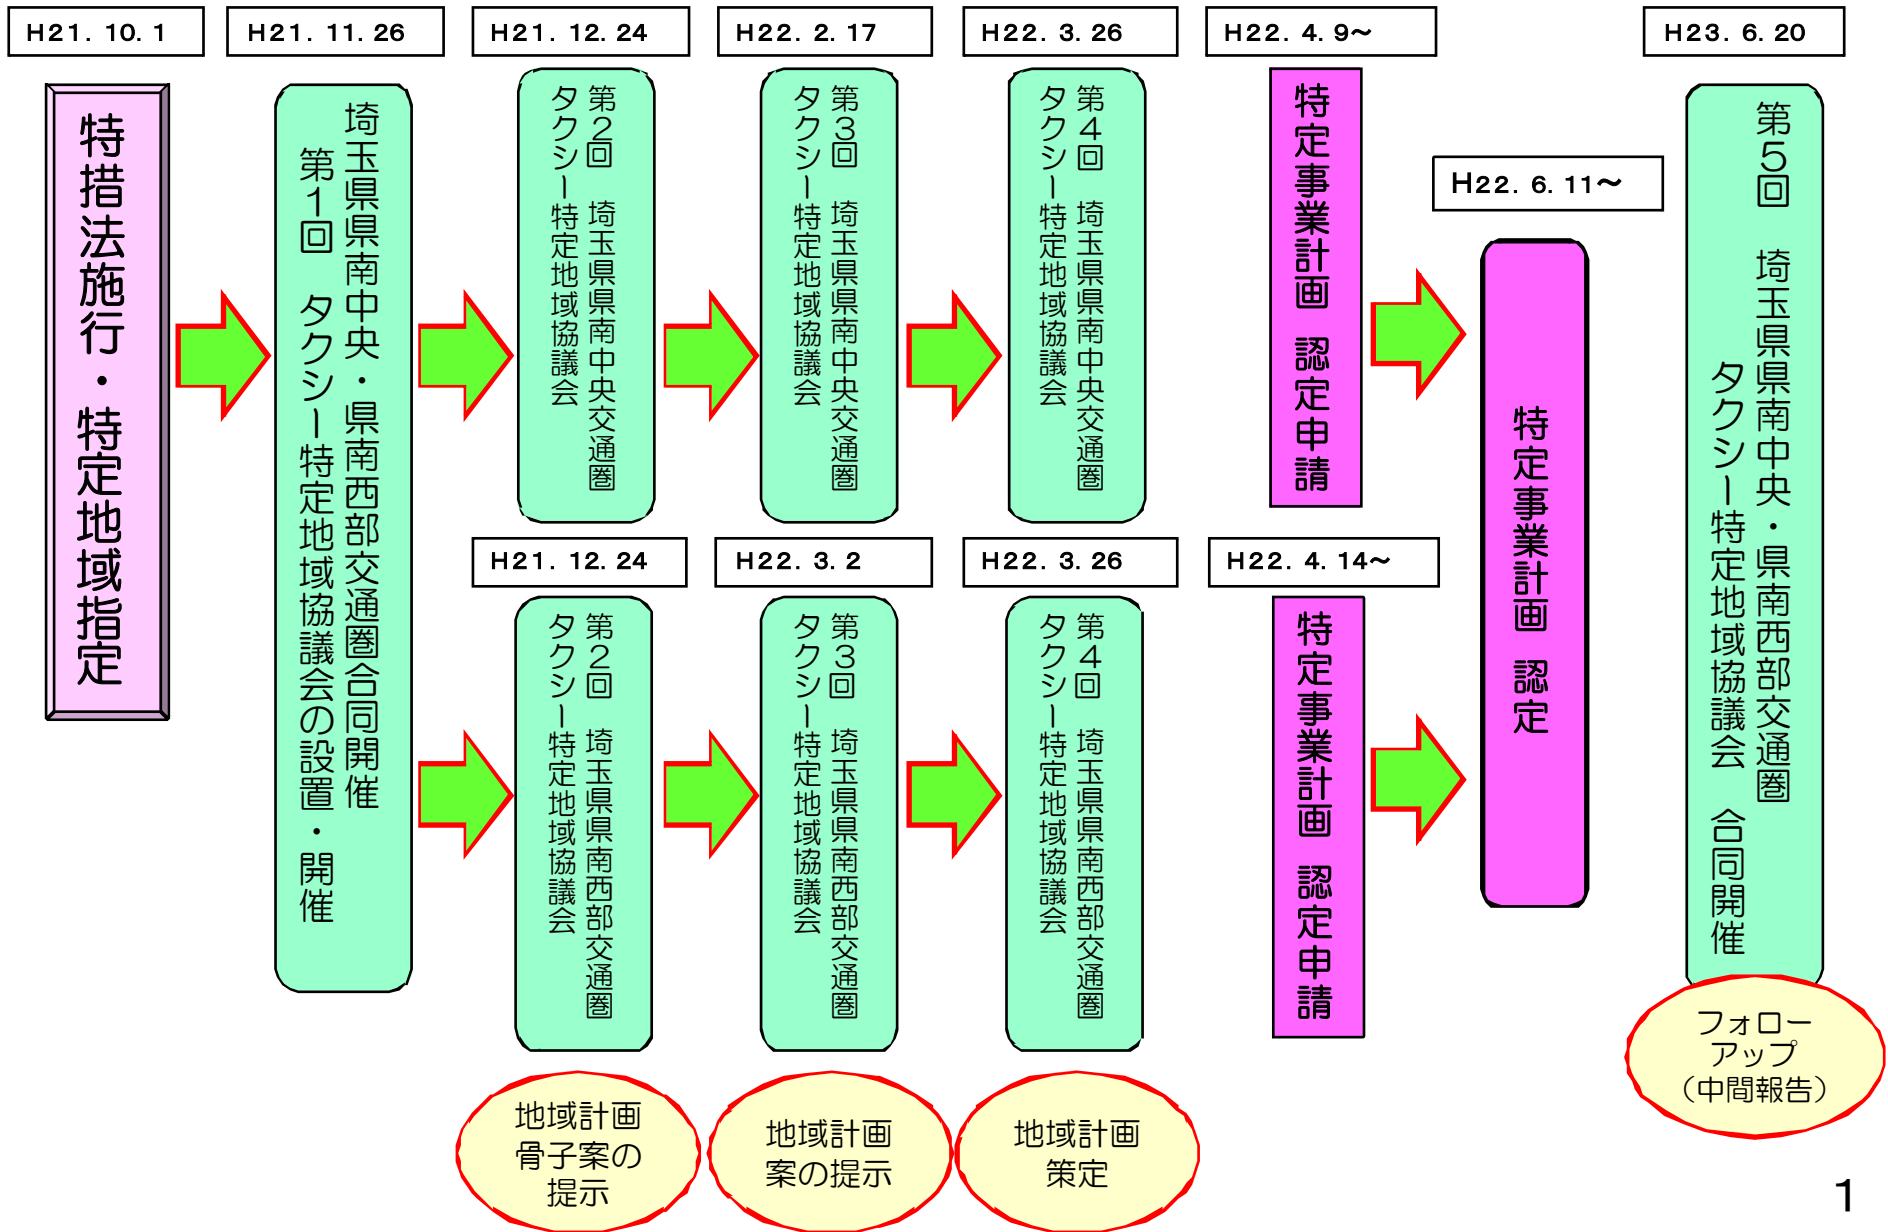 H21. 10. 1
特措法施行・特定地域指定
H21. 11. 26
埼玉県県南中央・県南西部交通圏合同開催
第1回　タクシー特定地域協議会の設置・開催
H21. 12. 24
第2回　埼玉県県南中央交通圏
タクシー特定地域協議会
H22. 2. 17
第3回　埼玉県県南中央交通圏
タクシー特定地域協議会
H22. 3. 26
第4回　埼玉県県南中央交通圏
タクシー特定地域協議会
H22. 4. 9～
特定事業計画　認定申請
H21. 12. 24
第2回　埼玉県県南西部交通圏
タクシー特定地域協議会
地域計画
骨子案の
提示
H22. 3. 2
第3回　埼玉県県南西部交通圏
タクシー特定地域協議会
地域計画
案の提示
H22. 3. 26
第4回　埼玉県県南西部交通圏
タクシー特定地域協議会
地域計画
策定
H22. 4. 14～
特定事業計画　認定申請
H22. 6. 11～
特定事業計画　認定
H23. 6. 20
第5回　埼玉県県南中央・県南西部交通圏
タクシー特定地域協議会　合同開催
フォロー
アップ
（中間報告）
1